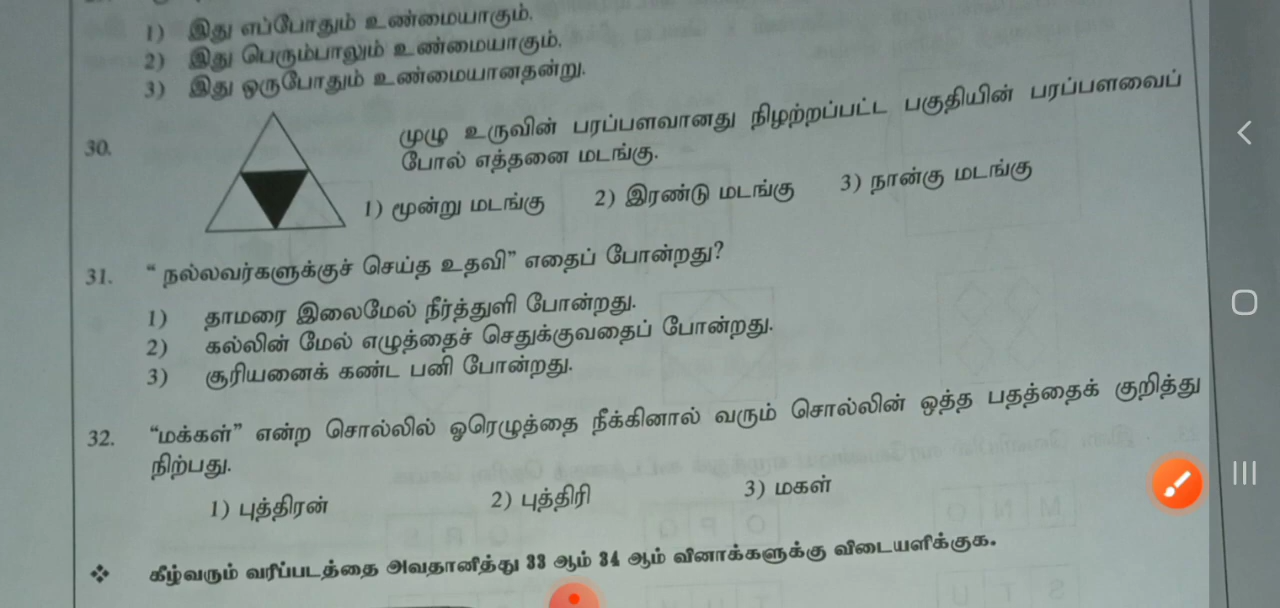 1) இது எப்போதும் உண்மையாகும்.
2) இது பெரும்பாலும் உண்மையாகும்.
3) இது ஒருபோதும் உண்மையானதன்று.
30. முழு உருவின் பரப்பளவானது நிழற்றப்பட்ட பகுதியின் பரப்பளவைப்
போல் எத்தனை மடங்கு.
1) மூன்று மடங்கு 2) இரண்டு மடங்கு 3) நான்கு மடங்கு
31. “ நல்லவர்களுக்குச் செய்த உதவி” எதைப் போன்றது?
1) தாமரை இலைமேல் நீர்த்துளி போன்றது.
2) கல்லின் மேல் எழுத்தைச் செதுக்குவதைப் போன்றது.
3) சூரியனைக் கண்ட பனி போன்றது.
32. “மக்கள்” என்ற சொல்லில் ஓரெழுத்தை நீக்கினால் வரும் சொல்லின் ஒத்த பதத்தைக் குறித்து
நிற்பது.
1) புத்திரன் 2) புத்திரி 3) மகள்
❖ கீழ்வரும் வரிப்படத்தை அவதானித்து 33 ஆம் 34 ஆம் வினாக்களுக்கு விடையளிக்குக.